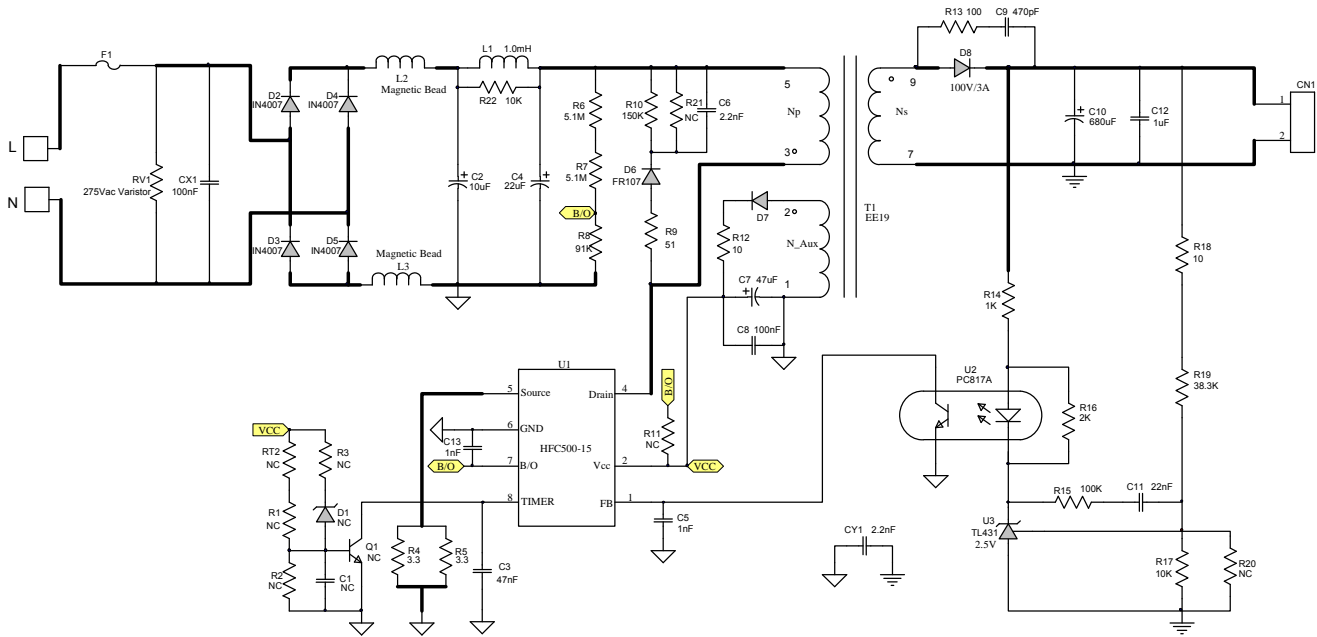 R13 100
C9 470pF
F1
L1 1.0mH
D8
L2
Magnetic Bead
R22 10K
5
9
100V/3A
CN1
D2
IN4007
D4
IN4007
R6
5.1M
R10
150K
R21
NC
C6
2.2nF
Np
Ns
C10
680uF
C12
1uF
1
2
L
3
7
RV1
275Vac Varistor
CX1
100nF
C2
10uF
C4
22uF
R7
5.1M
D6
FR107
N
B/O
D7
2
T1
EE19
D3
IN4007
D5
IN4007
Magnetic Bead
L3
R8
91K
R9
51
R12
10
N_Aux
R18
10
C7 47uF
1
R14
1K
C8 100nF
U1
U2
PC817A
R19
38.3K
5
Source
Drain
4
B/O
R16
2K
VCC
6
GND
C13
1nF
HFC500-15
R11
NC
RT2
NC
R3
NC
B/O
7
B/O
Vcc
2
VCC
8
TIMER
FB
1
R15 100K
C11 22nF
R1
NC
D1
NC
C5
1nF
U3
TL431
2.5V
CY1 2.2nF
Q1
NC
R4
3.3
R5
3.3
C3
47nF
R2
NC
C1
NC
R17
10K
R20
NC